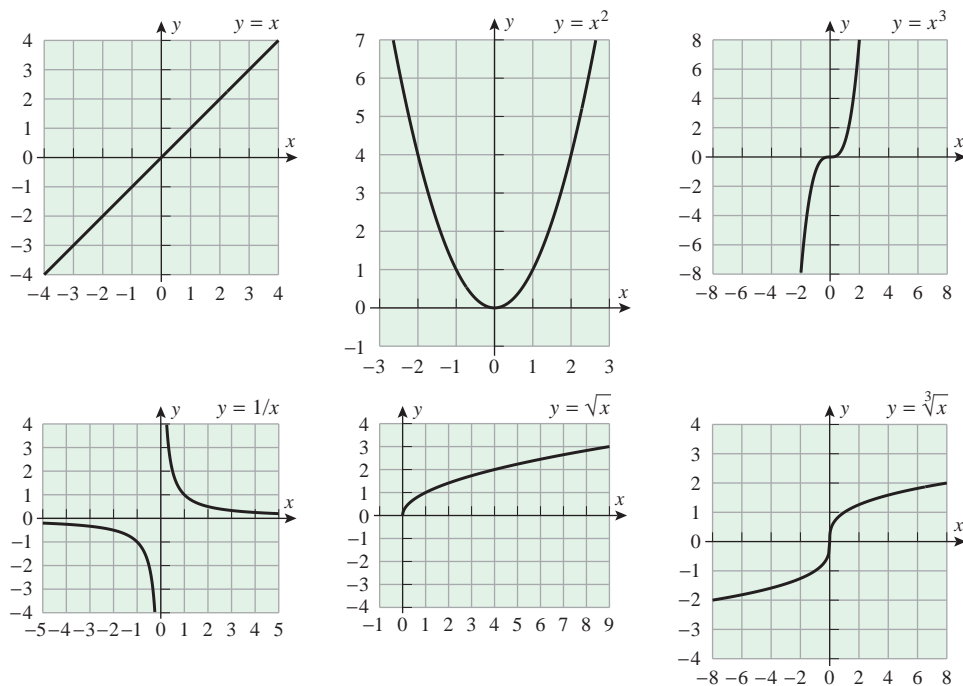 y
y = x
4
3
2
1
x
0
−1
−2
−3
−4
−4 −3 −2 −1 0 1 2 3 4
y
y = x²
7
6
5
4
3
2
1
x
0
−1
−3 −2 −1 0 1 2 3
y
y = x³
8
6
4
2
x
0
−2
−4
−6
−8
−8 −6 −4 −2 0 2 4 6 8
y
y = 1/x
4
3
2
1
x
0
−1
−2
−3
−4
−5 −4 −3 −2 −1 0 1 2 3 4 5
y
y = √x
4
3
2
1
x
0
−1
−2
−3
−4
−1 0 1 2 3 4 5 6 7 8 9
y
y = ∛x
4
3
2
1
x
0
−1
−2
−3
−4
−8 −6 −4 −2 0 2 4 6 8